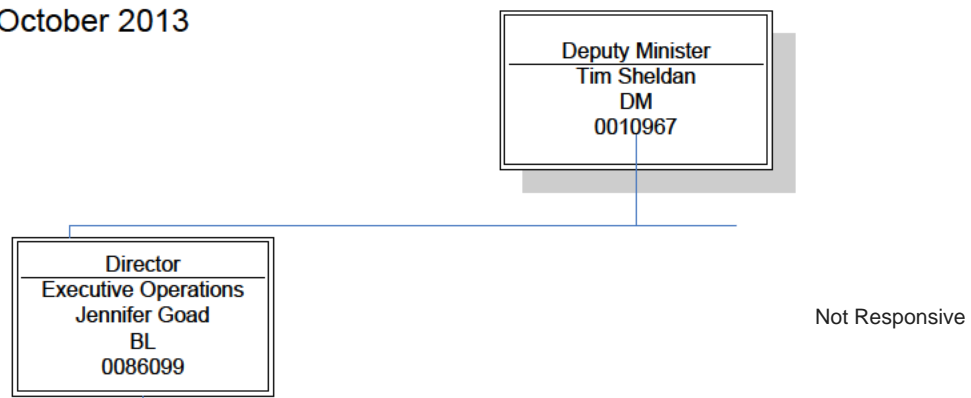 October 2013
Deputy Minister
Tim Sheldan
DM
0010967
Director
Executive Operations
Jennifer Goad
BL
0086099
Not Responsive